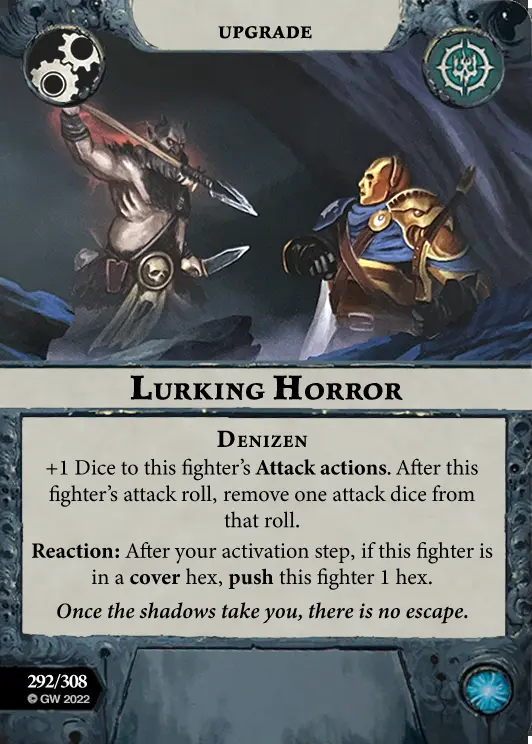 UPGRADE
LURKING HORROR
DENIZEN
+1 Dice to this fighter's Attack actions. After this
fighter's attack roll, remove one attack dice from
that roll.
Reaction: After your activation step, if this fighter is
in a cover hex, push this fighter 1 hex.
Once the shadows take you, there is no escape.
292/308
© GW 2022